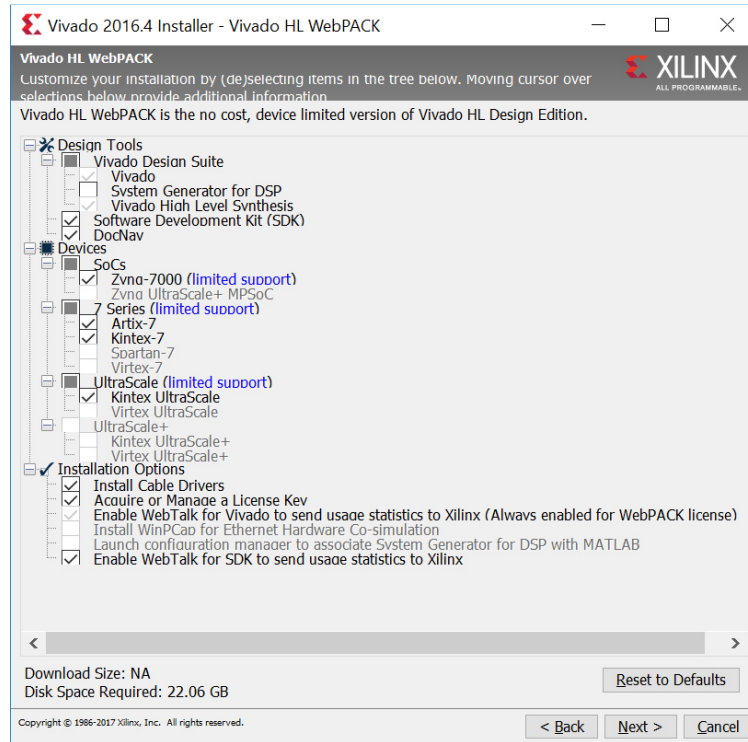 Vivado 2016.4 Installer - Vivado HL WebPACK
Vivado HL WebPACK
Customize your installation by (de)selecting items in the tree below. Moving cursor over
selections below provide additional information
XILINX
ALL PROGRAMMABLE.
Vivado HL WebPACK is the no cost, device limited version of Vivado HL Design Edition.
Design Tools
Vivado Design Suite
Vivado
System Generator for DSP
Vivado High Level Synthesis
Software Development Kit (SDK)
DocNav
Devices
SoCs
Zynq-7000 (limited support)
Zynq UltraScale+ MPSoC
7 Series (limited support)
Artix-7
Kintex-7
Spartan-7
Virtex-7
UltraScale (limited support)
Kintex UltraScale
Virtex UltraScale
UltraScale+
Kintex UltraScale+
Virtex UltraScale+
Installation Options
Install Cable Drivers
Acquire or Manage a License Key
Enable WebTalk for Vivado to send usage statistics to Xilinx (Always enabled for WebPACK license)
Install WinPCap for Ethernet Hardware Co-simulation
Launch configuration manager to associate System Generator for DSP with MATLAB
Enable WebTalk for SDK to send usage statistics to Xilinx
Download Size: NA
Disk Space Required: 22.06 GB
Reset to Defaults
Copyright © 1986-2017 Xilinx, Inc. All rights reserved.
< Back Next > Cancel